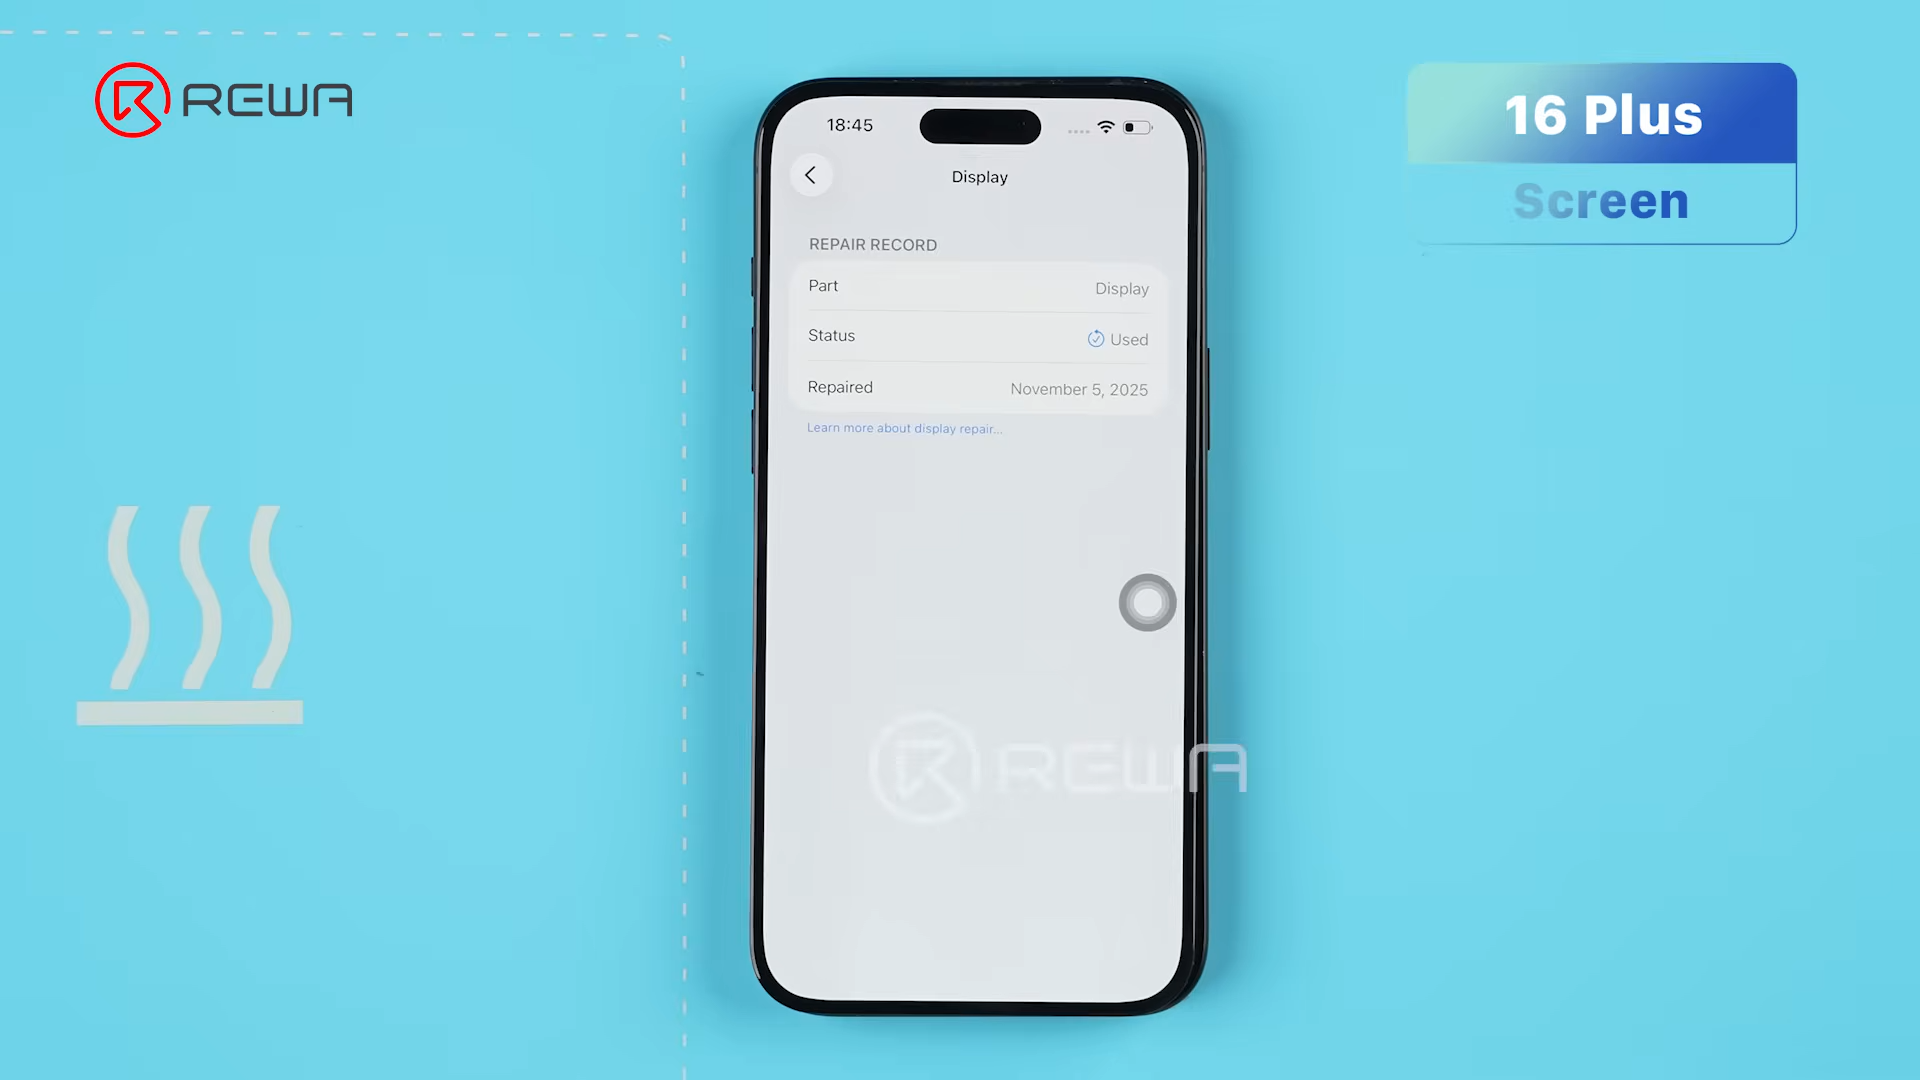 REWA
16 Plus
Screen
18:45
Display
REPAIR RECORD
Part Display
Status Used
Repaired November 5, 2025
Learn more about display repair...
REWA